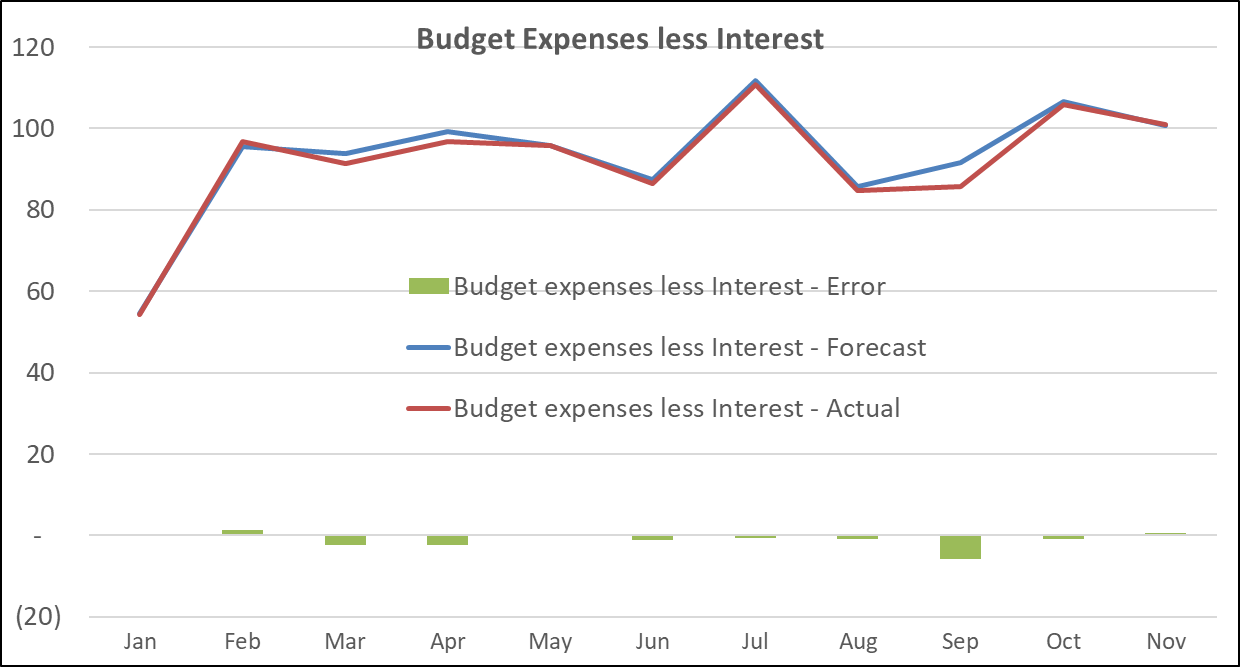 Budget Expenses less Interest
120
100
80
60
40
20
-
(20)
Budget expenses less Interest - Error
Budget expenses less Interest - Forecast
Budget expenses less Interest - Actual
Jan Feb Mar Apr May Jun Jul Aug Sep Oct Nov